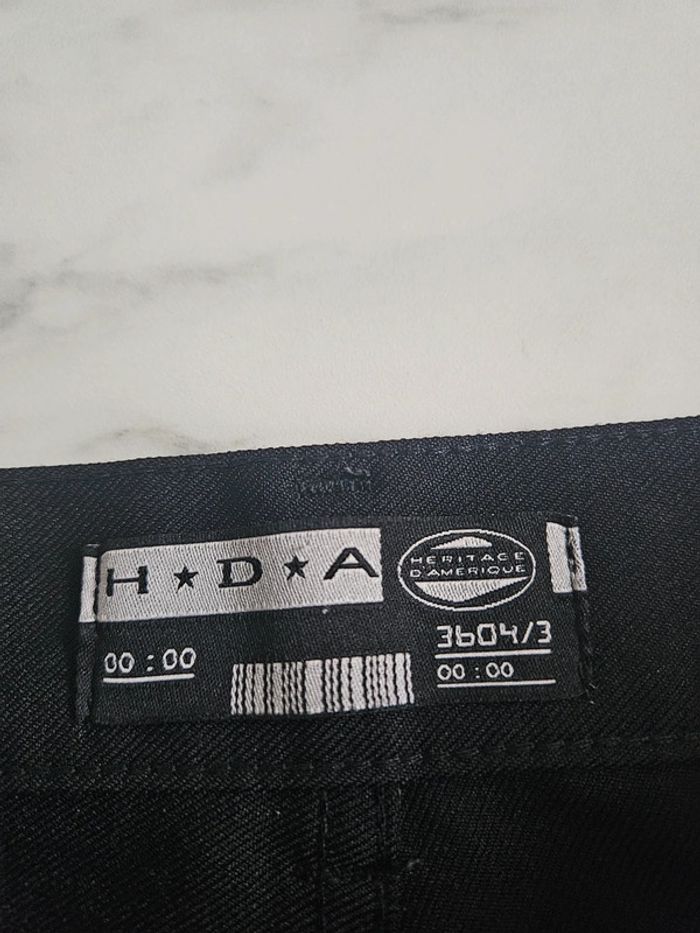 H ★ D ★ A
HERITAGE
D'AMERIQUE
3604/3
00 : 00
00 : 00